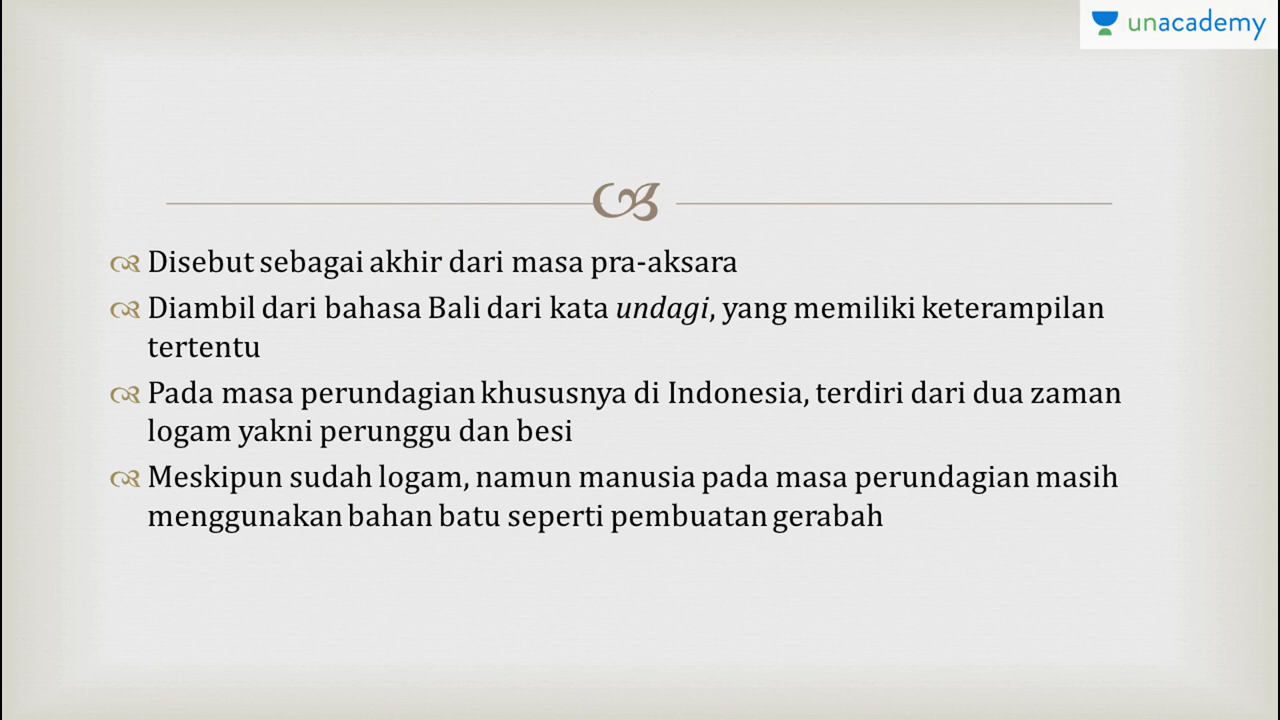 unacademy
Disebut sebagai akhir dari masa pra-aksara
Diambil dari bahasa Bali dari kata undagi, yang memiliki keterampilan
tertentu
Pada masa perundagian khususnya di Indonesia, terdiri dari dua zaman
logam yakni perunggu dan besi
Meskipun sudah logam, namun manusia pada masa perundagian masih
menggunakan bahan batu seperti pembuatan gerabah